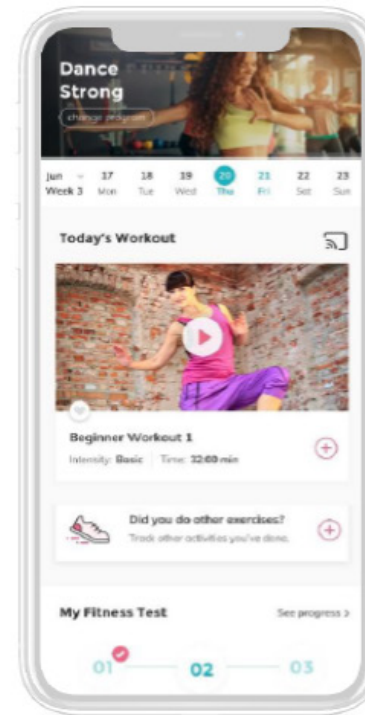 Dance
Strong
change program
Jun 17 18 19 20 21 22 23
Week 3 Mon Tue Wed Thu Fri Sat Sun
Today's Workout
Beginner Workout 1
Intensity: Basic Time: 32:00 min
Did you do other exercises?
Track other activities you've done.
My Fitness Test See progress >
01 02 03